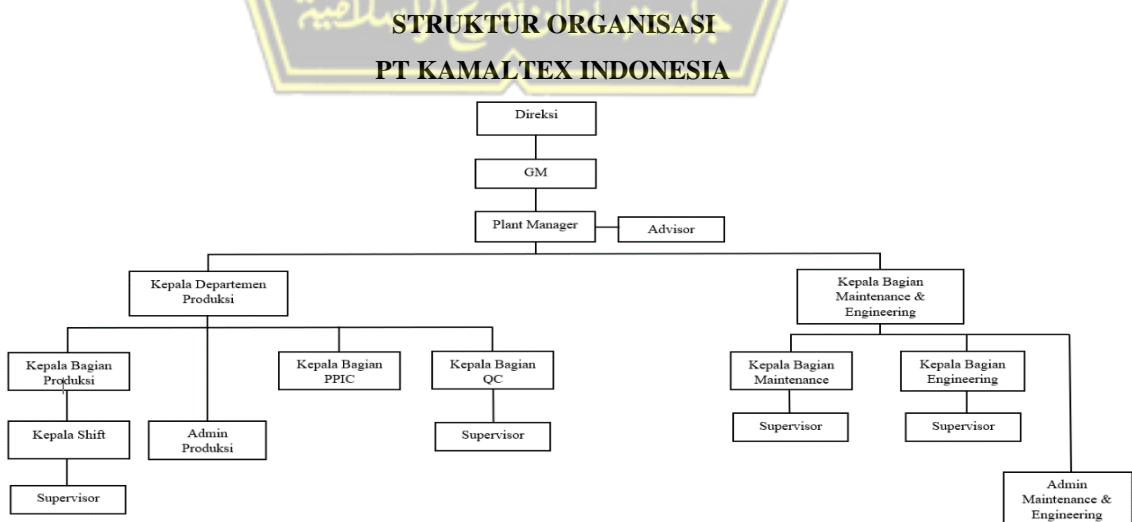 STRUKTUR ORGANISASI
PT KAMALTEX INDONESIA
Direksi
GM
Plant Manager
Advisor
Kepala Departemen
Produksi
Kepala Bagian
Maintenance &
Engineering
Kepala Bagian
Produksi
Kepala Bagian
PPIC
Kepala Bagian
QC
Kepala Bagian
Maintenance
Kepala Bagian
Engineering
Kepala Shift
Admin
Produksi
Supervisor
Supervisor
Supervisor
Supervisor
Admin
Maintenance &
Engineering